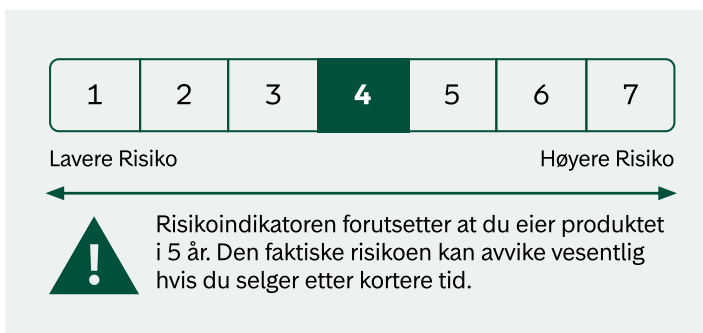 1 2 3 4 5 6 7
Lavere Risiko Høyere Risiko
!
Risikoindikatoren forutsetter at du eier produktet
i 5 år. Den faktiske risikoen kan avvike vesentlig
hvis du selger etter kortere tid.